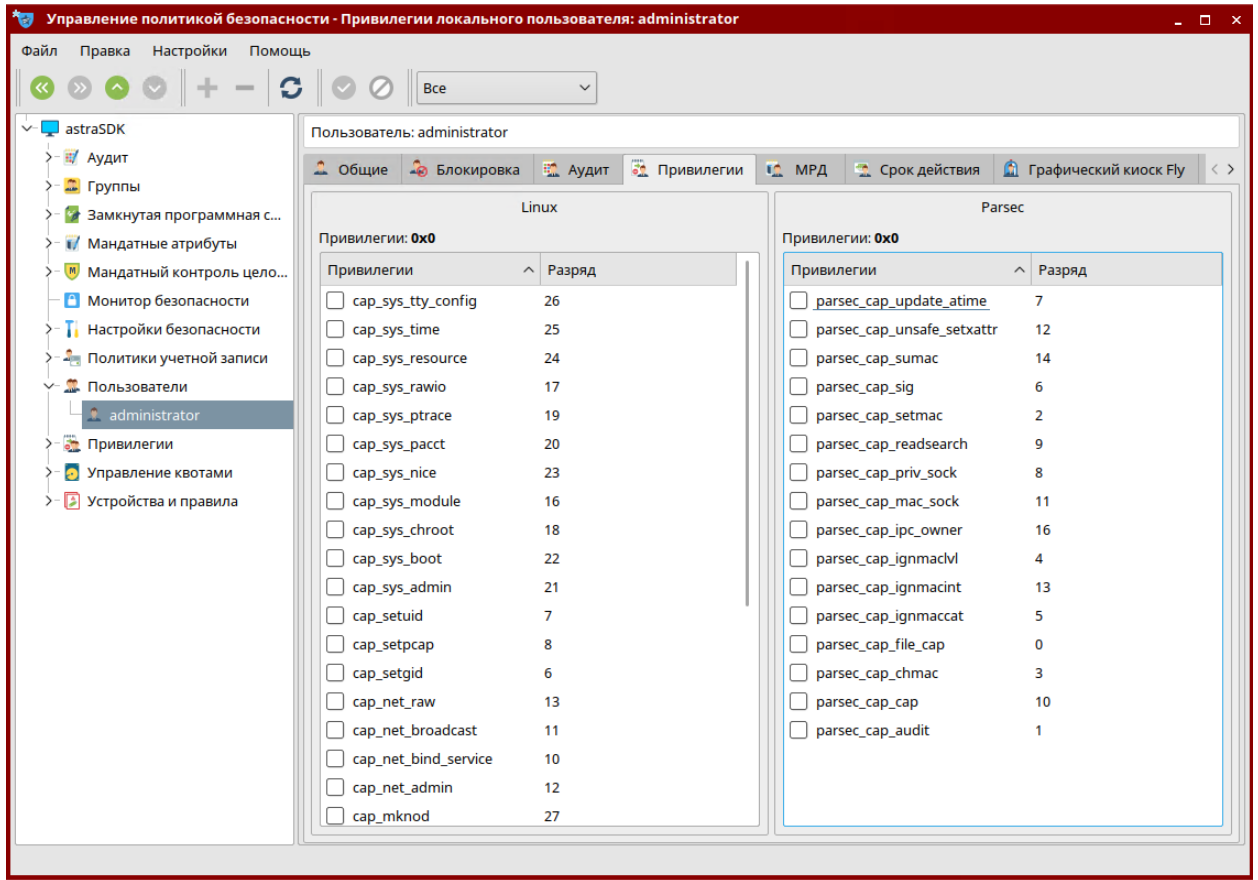 Управление политикой безопасности - Привилегии локального пользователя: administrator
Файл Правка Настройки Помощь
Все
astraSDK
Аудит
Группы
Замкнутая программная с...
Мандатные атрибуты
Мандатный контроль цело...
Монитор безопасности
Настройки безопасности
Политики учетной записи
Пользователи
administrator
Привилегии
Управление квотами
Устройства и правила
Пользователь: administrator
Общие Блокировка Аудит Привилегии МРД Срок действия Графический киоск Fly
Linux
Привилегии: 0x0
Привилегии Разряд
cap_sys_tty_config 26
cap_sys_time 25
cap_sys_resource 24
cap_sys_rawio 17
cap_sys_ptrace 19
cap_sys_pacct 20
cap_sys_nice 23
cap_sys_module 16
cap_sys_chroot 18
cap_sys_boot 22
cap_sys_admin 21
cap_setuid 7
cap_setpcap 8
cap_setgid 6
cap_net_raw 13
cap_net_broadcast 11
cap_net_bind_service 10
cap_net_admin 12
cap_mknod 27
Parsec
Привилегии: 0x0
Привилегии Разряд
parsec_cap_update_atime 7
parsec_cap_unsafe_setxattr 12
parsec_cap_sumac 14
parsec_cap_sig 6
parsec_cap_setmac 2
parsec_cap_readsearch 9
parsec_cap_priv_sock 8
parsec_cap_mac_sock 11
parsec_cap_ipc_owner 16
parsec_cap_ignmaclvl 4
parsec_cap_ignmacint 13
parsec_cap_ignmaccat 5
parsec_cap_file_cap 0
parsec_cap_chmac 3
parsec_cap_cap 10
parsec_cap_audit 1